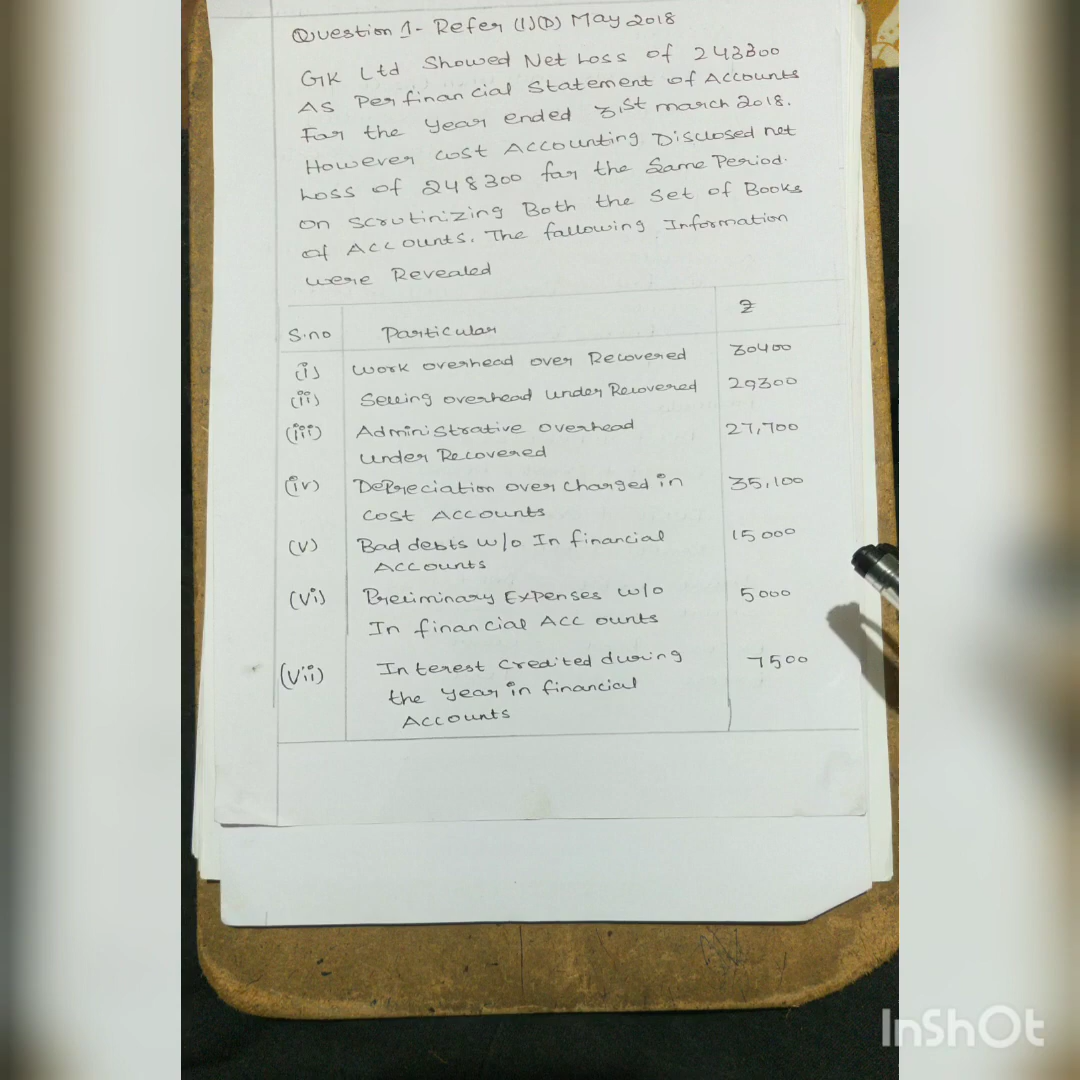 Question 1- Refer (1)(D) May 2018
GK Ltd Showed Net Loss of 243300
As Per financial Statement of Accounts
For the Year ended 31st march 2018.
However cost Accounting Disclosed net
Loss of 248300 for the Same Period.
on scrutinizing Both the Set of Books
of Accounts. The following Information
were Revealed
S.no Particular ₹
(i) Work overhead over Recovered 30400
(ii) Selling overhead under Recovered 29300
(iii) Administrative overhead 27,700
under Recovered
(iv) Depreciation over charged in 35,100
cost Accounts
(v) Bad debts w/o In financial 15000
Accounts
(vi) Preliminary Expenses w/o 5000
In financial Accounts
(vii) Interest credited during 7500
the year in financial
Accounts
InShOt